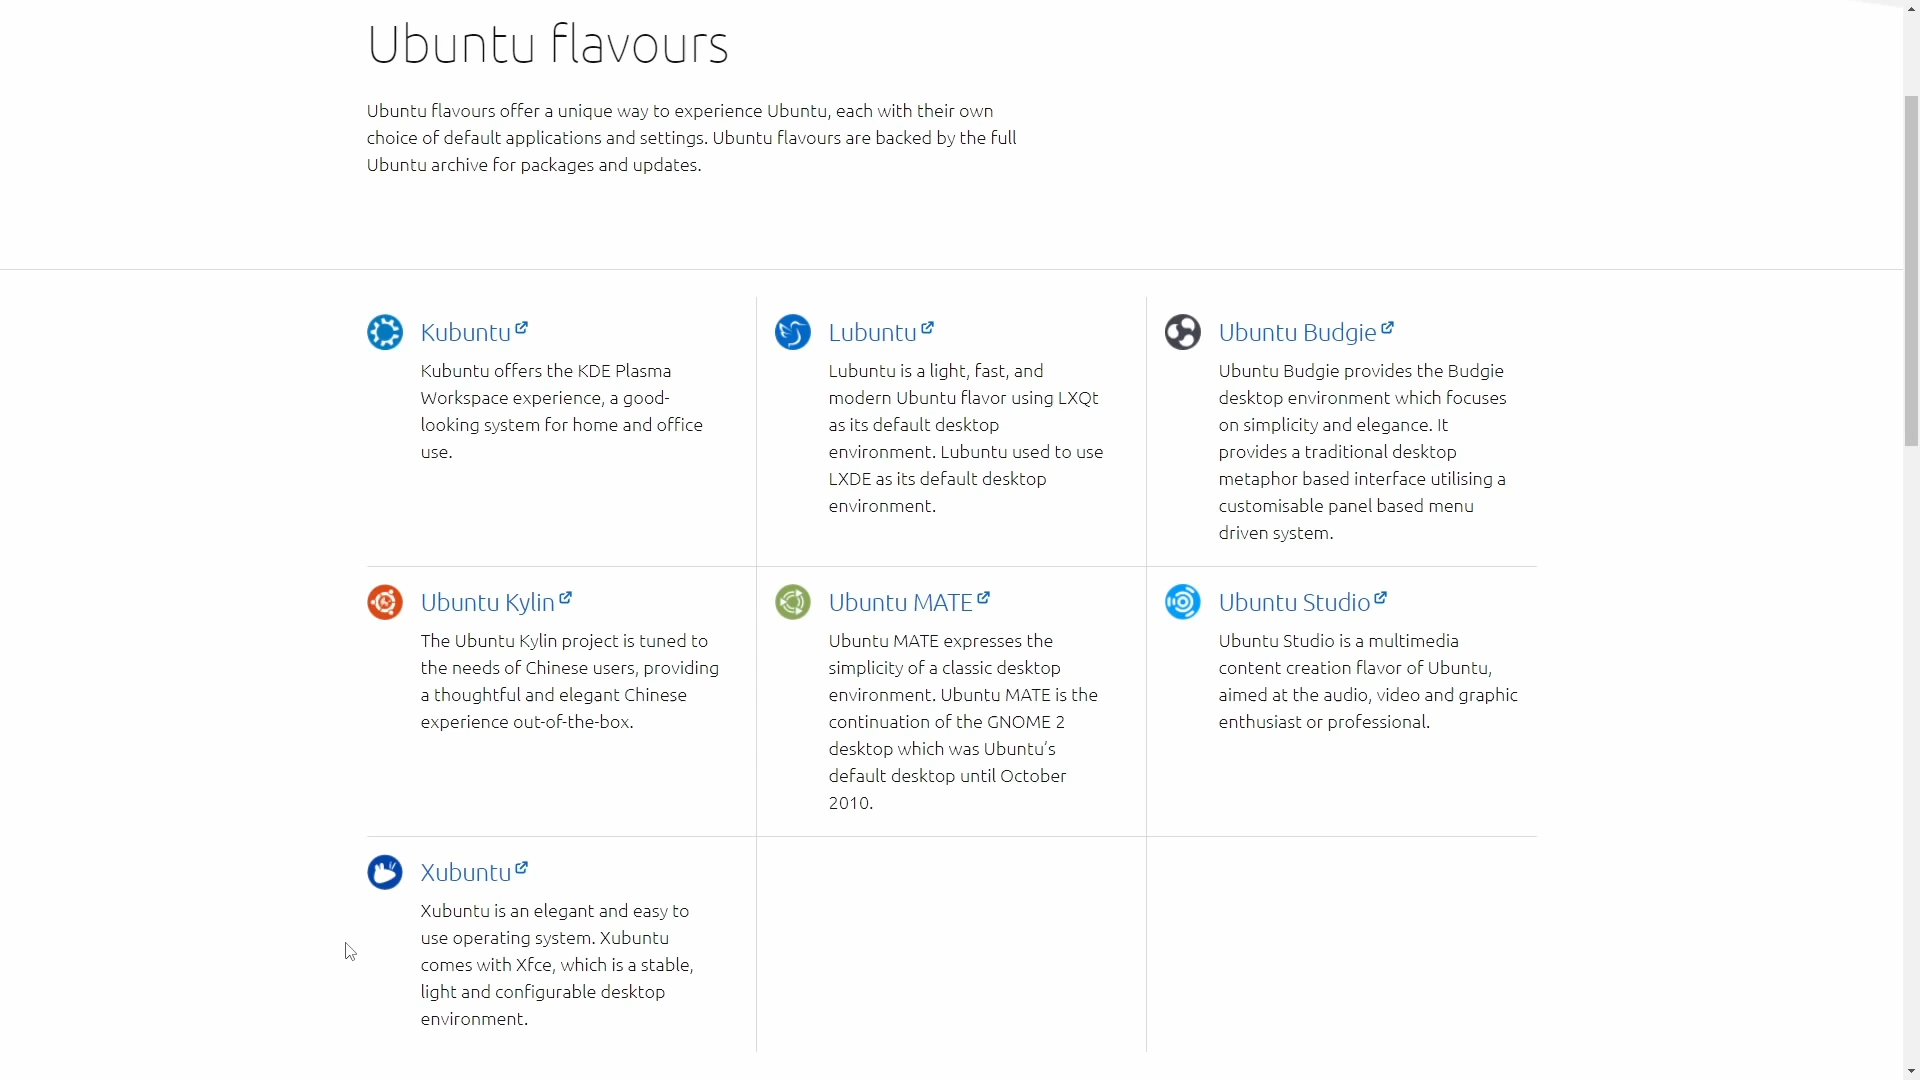 Ubuntu flavours
Ubuntu flavours offer a unique way to experience Ubuntu, each with their own
choice of default applications and settings. Ubuntu flavours are backed by the full
Ubuntu archive for packages and updates.
Kubuntu
Kubuntu offers the KDE Plasma
Workspace experience, a good-
looking system for home and office
use.
Lubuntu
Lubuntu is a light, fast, and
modern Ubuntu flavor using LXQt
as its default desktop
environment. Lubuntu used to use
LXDE as its default desktop
environment.
Ubuntu Budgie
Ubuntu Budgie provides the Budgie
desktop environment which focuses
on simplicity and elegance. It
provides a traditional desktop
metaphor based interface utilising a
customisable panel based menu
driven system.
Ubuntu Kylin
The Ubuntu Kylin project is tuned to
the needs of Chinese users, providing
a thoughtful and elegant Chinese
experience out-of-the-box.
Ubuntu MATE
Ubuntu MATE expresses the
simplicity of a classic desktop
environment. Ubuntu MATE is the
continuation of the GNOME 2
desktop which was Ubuntu’s
default desktop until October
2010.
Ubuntu Studio
Ubuntu Studio is a multimedia
content creation flavor of Ubuntu,
aimed at the audio, video and graphic
enthusiast or professional.
Xubuntu
Xubuntu is an elegant and easy to
use operating system. Xubuntu
comes with Xfce, which is a stable,
light and configurable desktop
environment.